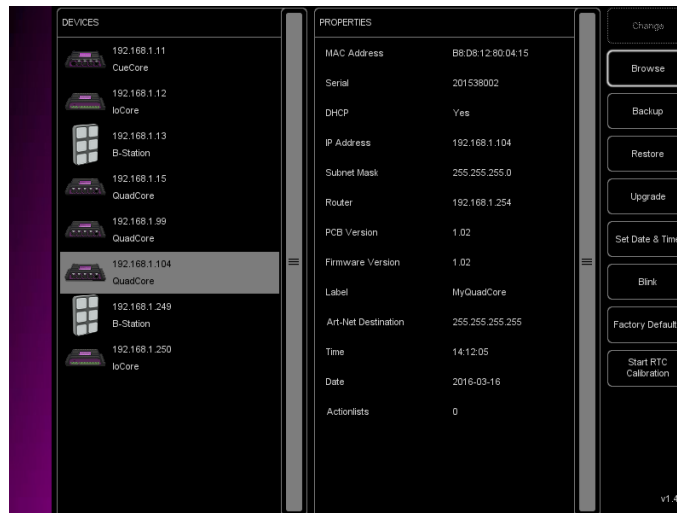 DEVICES
192.168.1.11
CueCore
192.168.1.12
IoCore
192.168.1.13
B-Station
192.168.1.15
QuadCore
192.168.1.99
QuadCore
192.168.1.104
QuadCore
192.168.1.249
B-Station
192.168.1.250
IoCore
PROPERTIES
MAC Address B8:D8:12:80:04:15
Serial 201538002
DHCP Yes
IP Address 192.168.1.104
Subnet Mask 255.255.255.0
Router 192.168.1.254
PCB Version 1.02
Firmware Version 1.02
Label MyQuadCore
Art-Net Destination 255.255.255.255
Time 14:12:05
Date 2016-03-16
Actionlists 0
Change
Browse
Backup
Restore
Upgrade
Set Date & Time
Blink
Factory Default
Start RTC
Calibration
v1.4